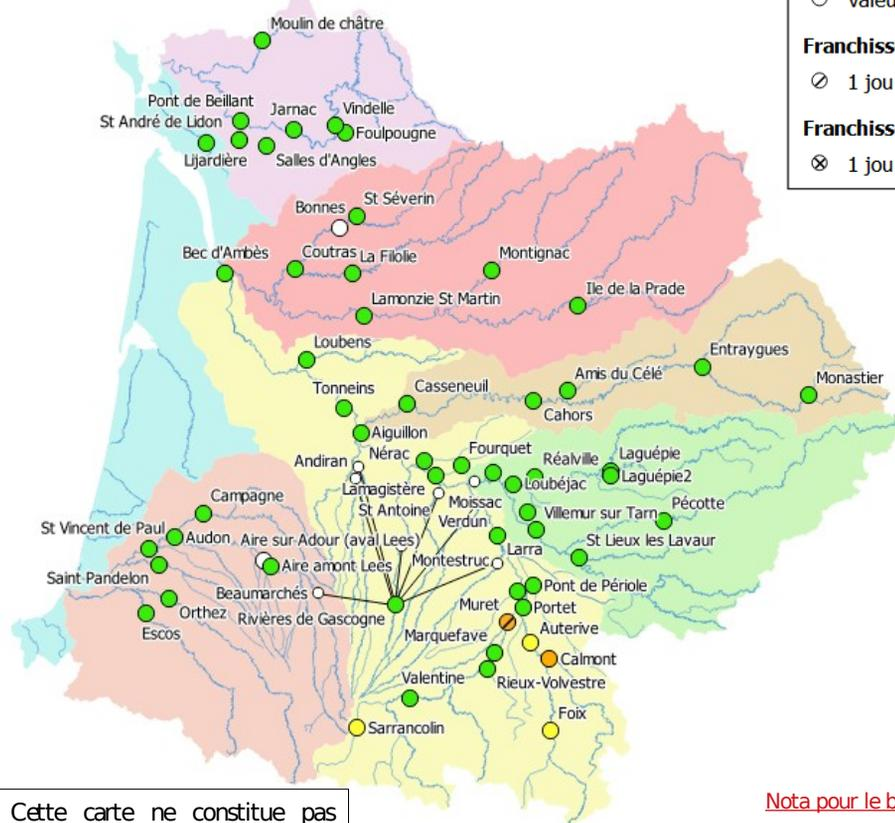 Moulin de châtre
Valeu
Franchiss
1 jou
Franchiss
1 jou
Pont de Beillant
Jarnac
Vindelle
St André de Lidon
Foulpougne
Lijardière
Salles d'Angles
St Séverin
Bonnes
Bec d'Ambès
Coutras
La Filolie
Montignac
Lamonzie St Martin
Ile de la Prade
Loubens
Entraygues
Tonneins
Casseneuil
Amis du Célé
Monastier
Cahors
Aiguillon
Nérac
Fourquet
Andiran
Réalville
Laguépie
Laguépie2
Lamagistère
Loubéjac
Campagne
St Antoine
Moissac
Villemur sur Tarn
Pécotte
St Vincent de Paul
Audon
Aire sur Adour (aval Lees)
Verdun
St Lieux les Lavaur
Larra
Saint Pandelon
Aire amont Lees
Montestruc
Beaumarchés
Pont de Périole
Orthez
Rivières de Gascogne
Muret
Portet
Escos
Marquefave
Auterive
Calmont
Valentine
Rieux-Volvestre
Sarrancolin
Foix
Cette carte ne constitue pas
Nota pour le b